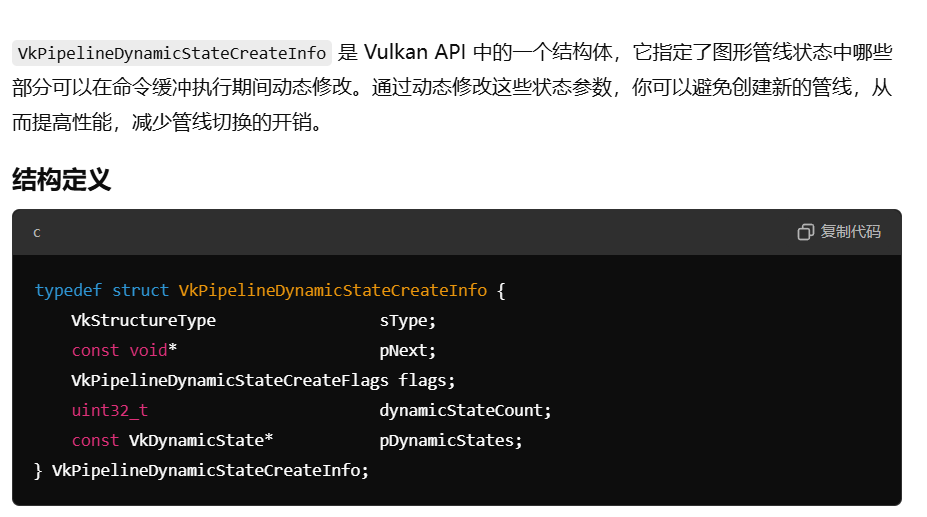 VkPipelineDynamicStateCreateInfo 是 Vulkan API 中的一个结构体，它指定了图形管线状态中哪些
部分可以在命令缓冲执行期间动态修改。通过动态修改这些状态参数，你可以避免创建新的管线，从
而提高性能，减少管线切换的开销。
结构定义
c 复制代码
typedef struct VkPipelineDynamicStateCreateInfo {
    VkStructureType                 sType;
    const void*                     pNext;
    VkPipelineDynamicStateCreateFlags flags;
    uint32_t                        dynamicStateCount;
    const VkDynamicState*           pDynamicStates;
} VkPipelineDynamicStateCreateInfo;